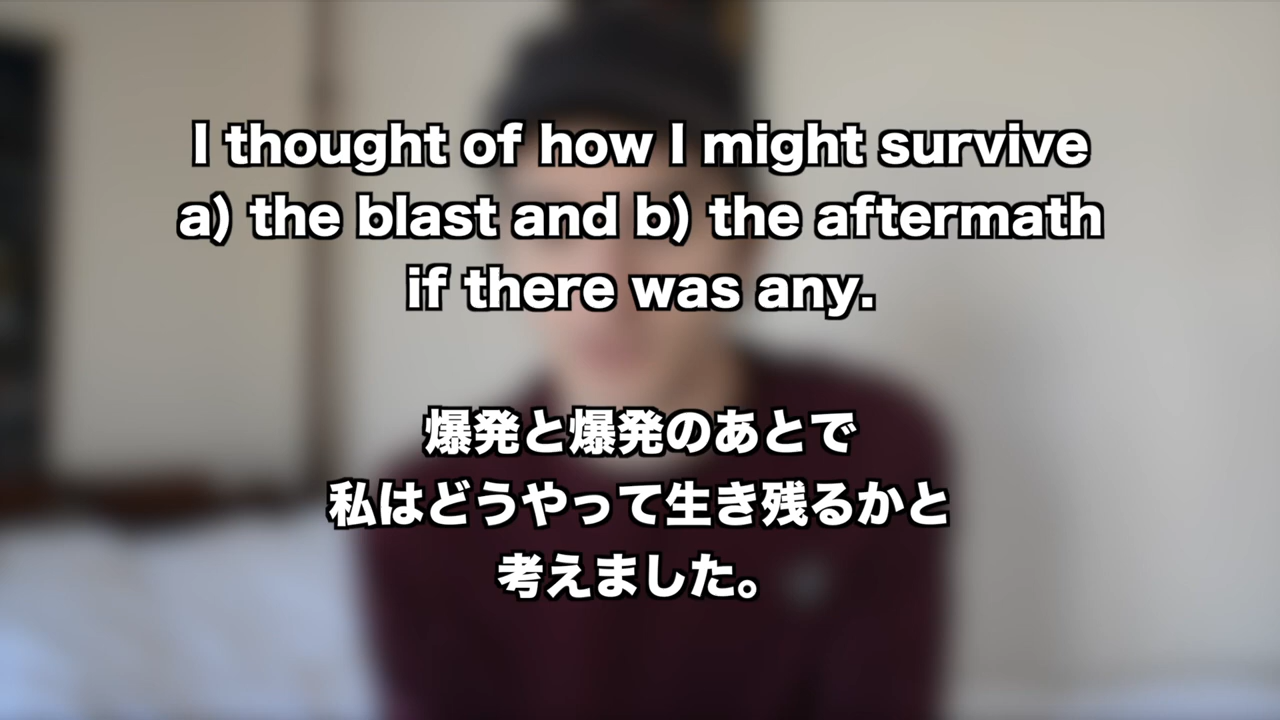 I thought of how I might survive
a) the blast and b) the aftermath
if there was any.
爆発と爆発のあとで
私はどうやって生き残るかと
考えました。